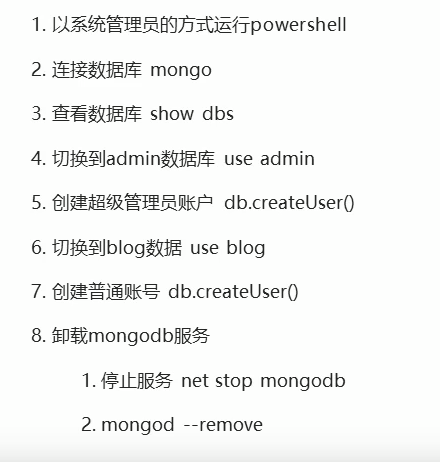 1. 以系统管理员的方式运行powershell
2. 连接数据库 mongo
3. 查看数据库 show dbs
4. 切换到admin数据库 use admin
5. 创建超级管理员账户 db.createUser()
6. 切换到blog数据 use blog
7. 创建普通账号 db.createUser()
8. 卸载mongodb服务
1. 停止服务 net stop mongodb
2. mongod --remove